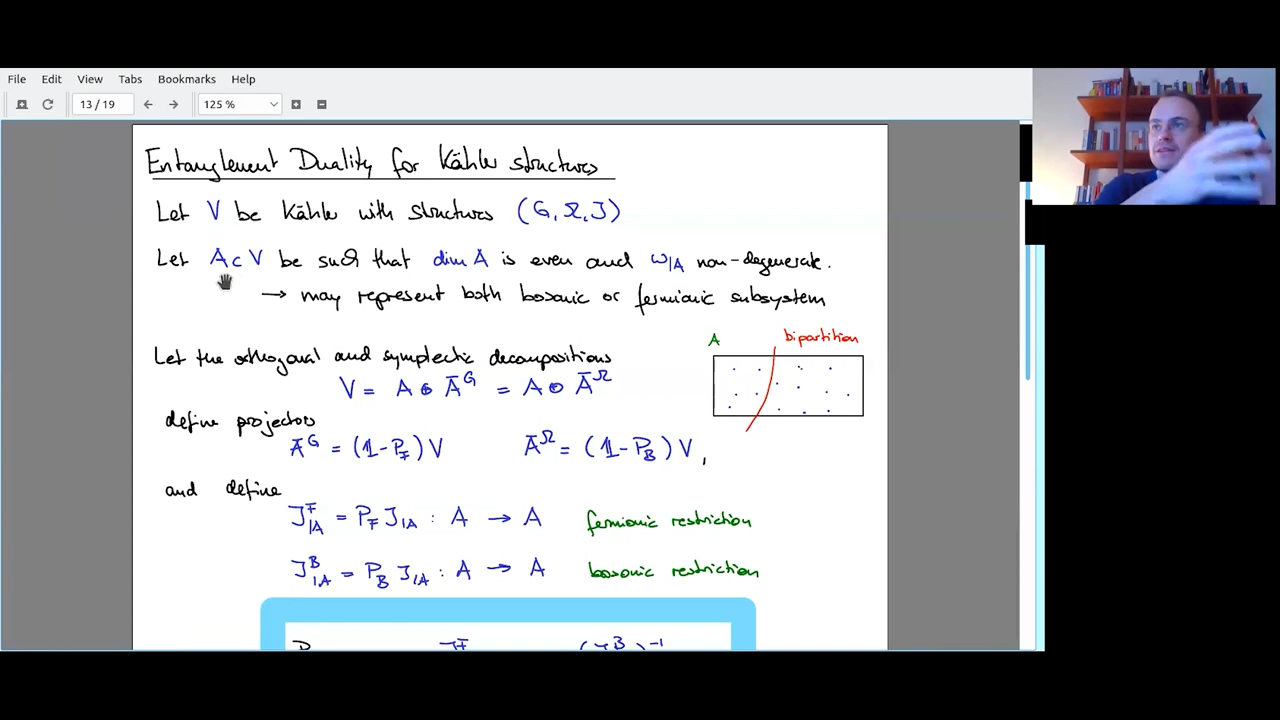 File Edit View Tabs Bookmarks Help
13 / 19 125 %
Entanglement Duality for Kähler structures
Let V be Kähler with structures (G, Ω, J)
Let A ⊂ V be such that dim A is even and ω|A non-degenerate.
→ may represent both bosonic or fermionic subsystem
Let the orthogonal and symplectic decompositions
V = A ⊕ Ā^G = A ⊕ Ā^Ω
define projectors
Ā^G = (𝟙-P_F) V Ā^Ω = (𝟙-P_B) V ,
and define
J^F_|A = P_F J_|A : A → A fermionic restriction
J^B_|A = P_B J_|A : A → A bosonic restriction
A bipartition